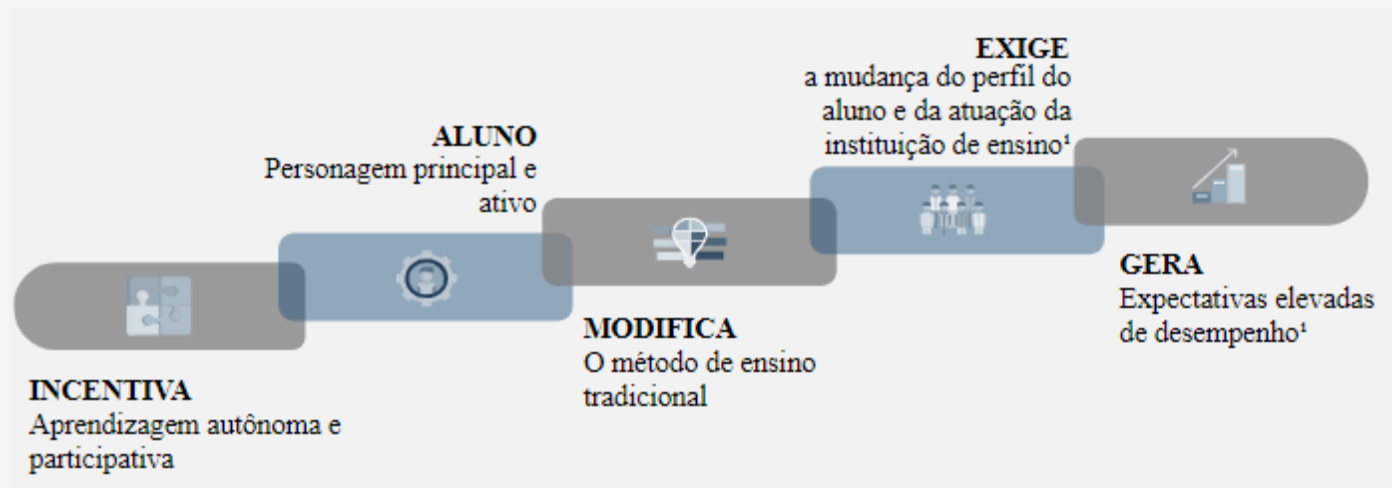 INCENTIVA
Aprendizagem autônoma e
participativa
ALUNO
Personagem principal e
ativo
MODIFICA
O método de ensino
tradicional
EXIGE
a mudança do perfil do
aluno e da atuação da
instituição de ensino¹
GERA
Expectativas elevadas
de desempenho¹